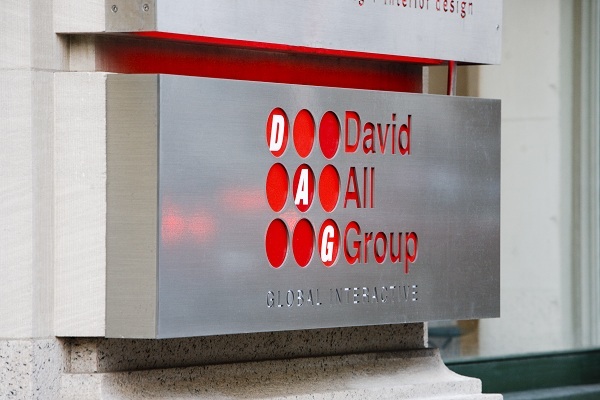 interior design
D David
A All
G Group
GLOBAL INTERACTIVE